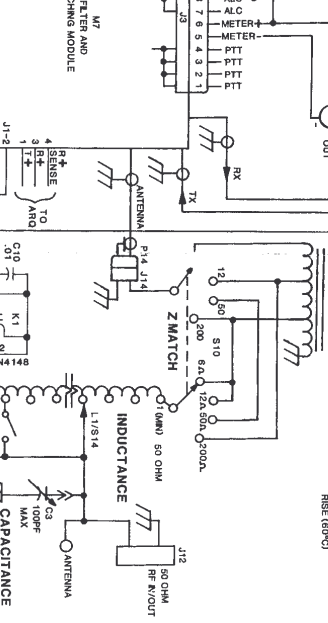 M7
FILTER AND
CHING MODULE
J3
7 ALC
6 METER+
5 METER-
4 PTT
3 PTT
2 PTT
1 PTT
OUT
RX
TX
ANTENNA
J1-2
4 R+ SENSE
3 R+
1 T+
TO
ARQ
P14
J14
C10
.01
K1
N4148
12
50
200
Z MATCH
S10
6Ω
12Ω
50Ω
200Ω
1(MIN)
50 OHM
INDUCTANCE
L1/S14
C3
100PF
MAX
CAPACITANCE
ANTENNA
J12
50 OHM
RF IN/OUT
RISE (60°C)